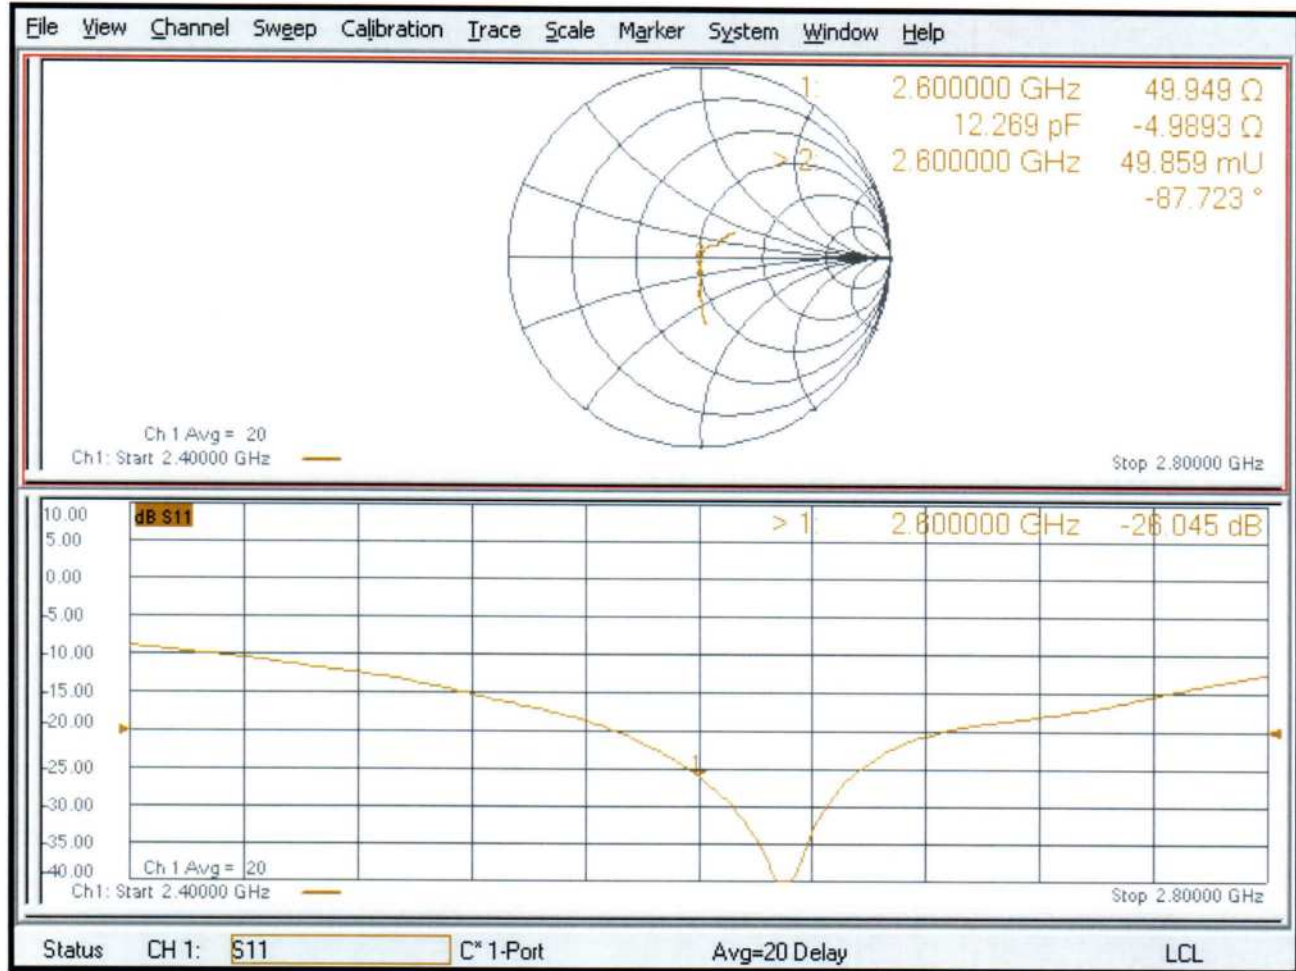 File View Channel Sweep Calibration Trace Scale Marker System Window Help
1: 2.600000 GHz 49.949 Ω
12.269 pF -4.9893 Ω
> 2: 2.600000 GHz 49.859 mU
-87.723 °
Ch 1 Avg = 20
Ch1: Start 2.40000 GHz
Stop 2.80000 GHz
10.00
dB S11
> 1: 2.600000 GHz -26.045 dB
5.00
0.00
-5.00
-10.00
-15.00
-20.00
-25.00
1
-30.00
-35.00
-40.00
Ch 1 Avg = 20
Ch1: Start 2.40000 GHz
Stop 2.80000 GHz
Status CH 1: S11 C* 1-Port Avg=20 Delay LCL